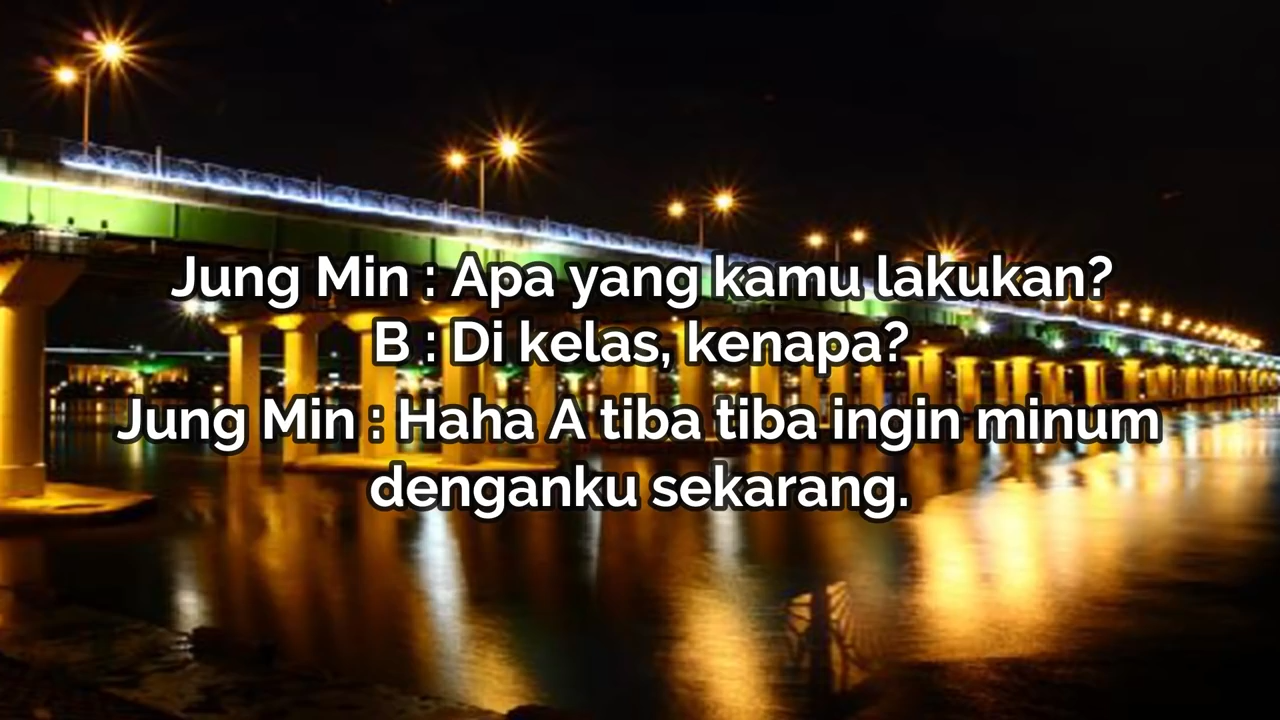 Jung Min : Apa yang kamu lakukan?
B : Di kelas, kenapa?
Jung Min : Haha A tiba tiba ingin minum
denganku sekarang.